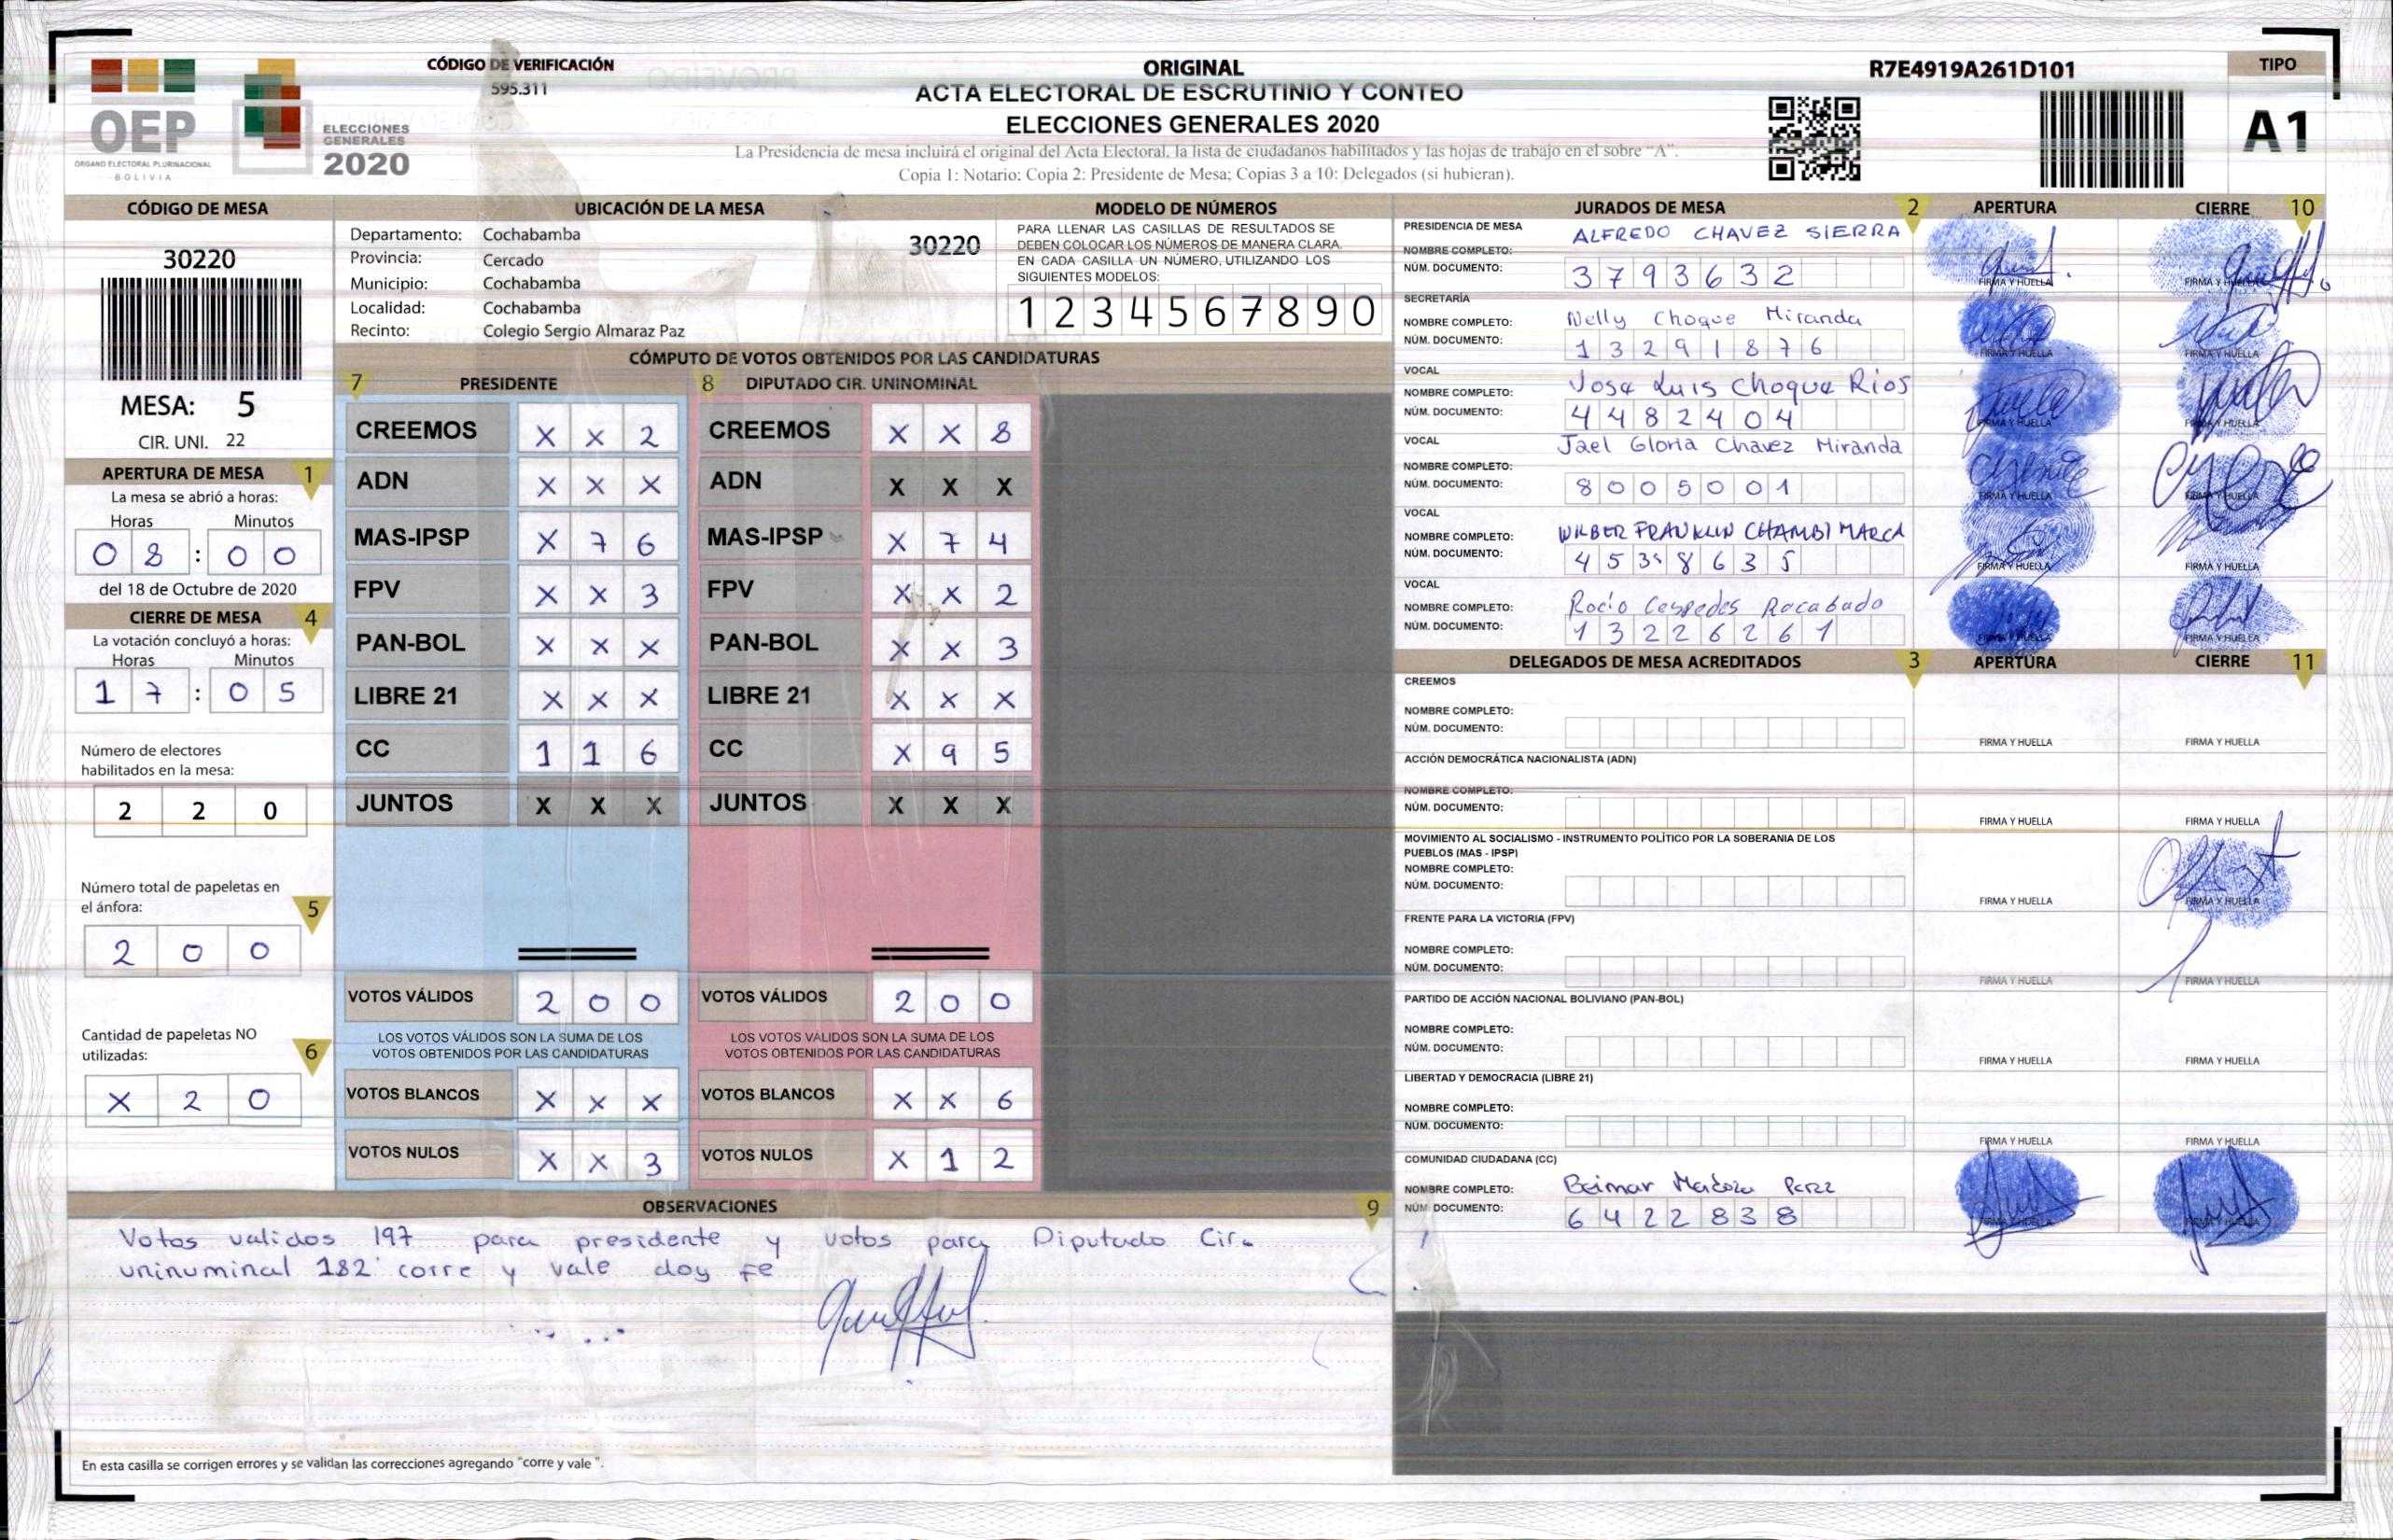 OEP
ÓRGANO ELECTORAL PLURINACIONAL
BOLIVIA
ELECCIONES
GENERALES
2020
CÓDIGO DE VERIFICACIÓN
595.311
ORIGINAL
ACTA ELECTORAL DE ESCRUTINIO Y CONTEO
ELECCIONES GENERALES 2020
La Presidencia de mesa incluirá el original del Acta Electoral, la lista de ciudadanos habilitados y las hojas de trabajo en el sobre "A".
Copia 1: Notario: Copia 2: Presidente de Mesa; Copias 3 a 10: Delegados (si hubieran).
R7E4919A261D101
TIPO
A1
CÓDIGO DE MESA
30220
MESA: 5
CIR. UNI. 22
APERTURA DE MESA 1
La mesa se abrió a horas:
Horas Minutos
0 8 : 0 0
del 18 de Octubre de 2020
CIERRE DE MESA 4
La votación concluyó a horas:
Horas Minutos
1 7 : 0 5
Número de electores
habilitados en la mesa:
2 2 0
Número total de papeletas en
el ánfora:
5
2 0 0
Cantidad de papeletas NO
utilizadas:
6
X 2 0
UBICACIÓN DE LA MESA
Departamento: Cochabamba
30220
Provincia: Cercado
Municipio: Cochabamba
Localidad: Cochabamba
Recinto: Colegio Sergio Almaraz Paz
MODELO DE NÚMEROS
PARA LLENAR LAS CASILLAS DE RESULTADOS SE
DEBEN COLOCAR LOS NÚMEROS DE MANERA CLARA.
EN CADA CASILLA UN NÚMERO, UTILIZANDO LOS
SIGUIENTES MODELOS:
1 2 3 4 5 6 7 8 9 0
CÓMPUTO DE VOTOS OBTENIDOS POR LAS CANDIDATURAS
7 PRESIDENTE 8 DIPUTADO CIR. UNINOMINAL
CREEMOS X X 2 CREEMOS X X 8
ADN X X X ADN X X X
MAS-IPSP X 7 6 MAS-IPSP X 7 4
FPV X X 3 FPV X X 2
PAN-BOL X X X PAN-BOL X X 3
LIBRE 21 X X X LIBRE 21 X X X
CC 1 1 6 CC X 9 5
JUNTOS X X X JUNTOS X X X
VOTOS VÁLIDOS 2 0 0 VOTOS VÁLIDOS 2 0 0
LOS VOTOS VÁLIDOS SON LA SUMA DE LOS LOS VOTOS VÁLIDOS SON LA SUMA DE LOS
VOTOS OBTENIDOS POR LAS CANDIDATURAS VOTOS OBTENIDOS POR LAS CANDIDATURAS
VOTOS BLANCOS X X X VOTOS BLANCOS X X 6
VOTOS NULOS X X 3 VOTOS NULOS X 1 2
OBSERVACIONES 9
Votos validos 197 para presidente y votos para Diputado Cir.
uninuminal 182 corre y vale doy fe
En esta casilla se corrigen errores y se validan las correcciones agregando "corre y vale ".
JURADOS DE MESA 2 APERTURA CIERRE 10
PRESIDENCIA DE MESA
NOMBRE COMPLETO: ALFREDO CHAVEZ SIERRA
NÚM. DOCUMENTO: 3 7 9 3 6 3 2
FIRMA Y HUELLA FIRMA Y HUELLA
SECRETARÍA
NOMBRE COMPLETO: Nelly Choque Miranda
NÚM. DOCUMENTO: 1 3 2 9 1 8 7 6
FIRMA Y HUELLA FIRMA Y HUELLA
VOCAL
NOMBRE COMPLETO: Jose Luis Choque Rios
NÚM. DOCUMENTO: 4 4 8 2 4 0 4
FIRMA Y HUELLA FIRMA Y HUELLA
VOCAL
Jael Gloria Chavez Miranda
NOMBRE COMPLETO:
NÚM. DOCUMENTO: 8 0 0 5 0 0 1
FIRMA Y HUELLA FIRMA Y HUELLA
VOCAL
NOMBRE COMPLETO: WILBER FRANKLIN CHAMBI MARCA
NÚM. DOCUMENTO: 4 5 3 8 6 3 5
FIRMA Y HUELLA FIRMA Y HUELLA
VOCAL
NOMBRE COMPLETO: Rocio Cespedes Racabado
NÚM. DOCUMENTO: 1 3 2 2 6 2 6 1
FIRMA Y HUELLA FIRMA Y HUELLA
DELEGADOS DE MESA ACREDITADOS 3 APERTURA CIERRE 11
CREEMOS
NOMBRE COMPLETO:
NÚM. DOCUMENTO:
FIRMA Y HUELLA FIRMA Y HUELLA
ACCIÓN DEMOCRÁTICA NACIONALISTA (ADN)
NOMBRE COMPLETO:
NÚM. DOCUMENTO:
FIRMA Y HUELLA FIRMA Y HUELLA
MOVIMIENTO AL SOCIALISMO - INSTRUMENTO POLÍTICO POR LA SOBERANIA DE LOS
PUEBLOS (MAS - IPSP)
NOMBRE COMPLETO:
NÚM. DOCUMENTO:
FIRMA Y HUELLA FIRMA Y HUELLA
FRENTE PARA LA VICTORIA (FPV)
NOMBRE COMPLETO:
NÚM. DOCUMENTO:
FIRMA Y HUELLA FIRMA Y HUELLA
PARTIDO DE ACCIÓN NACIONAL BOLIVIANO (PAN-BOL)
NOMBRE COMPLETO:
NÚM. DOCUMENTO:
FIRMA Y HUELLA FIRMA Y HUELLA
LIBERTAD Y DEMOCRACIA (LIBRE 21)
NOMBRE COMPLETO:
NÚM. DOCUMENTO:
FIRMA Y HUELLA FIRMA Y HUELLA
COMUNIDAD CIUDADANA (CC)
NOMBRE COMPLETO: Beimar Mendoza Perez
NÚM. DOCUMENTO: 6 4 2 2 8 3 8